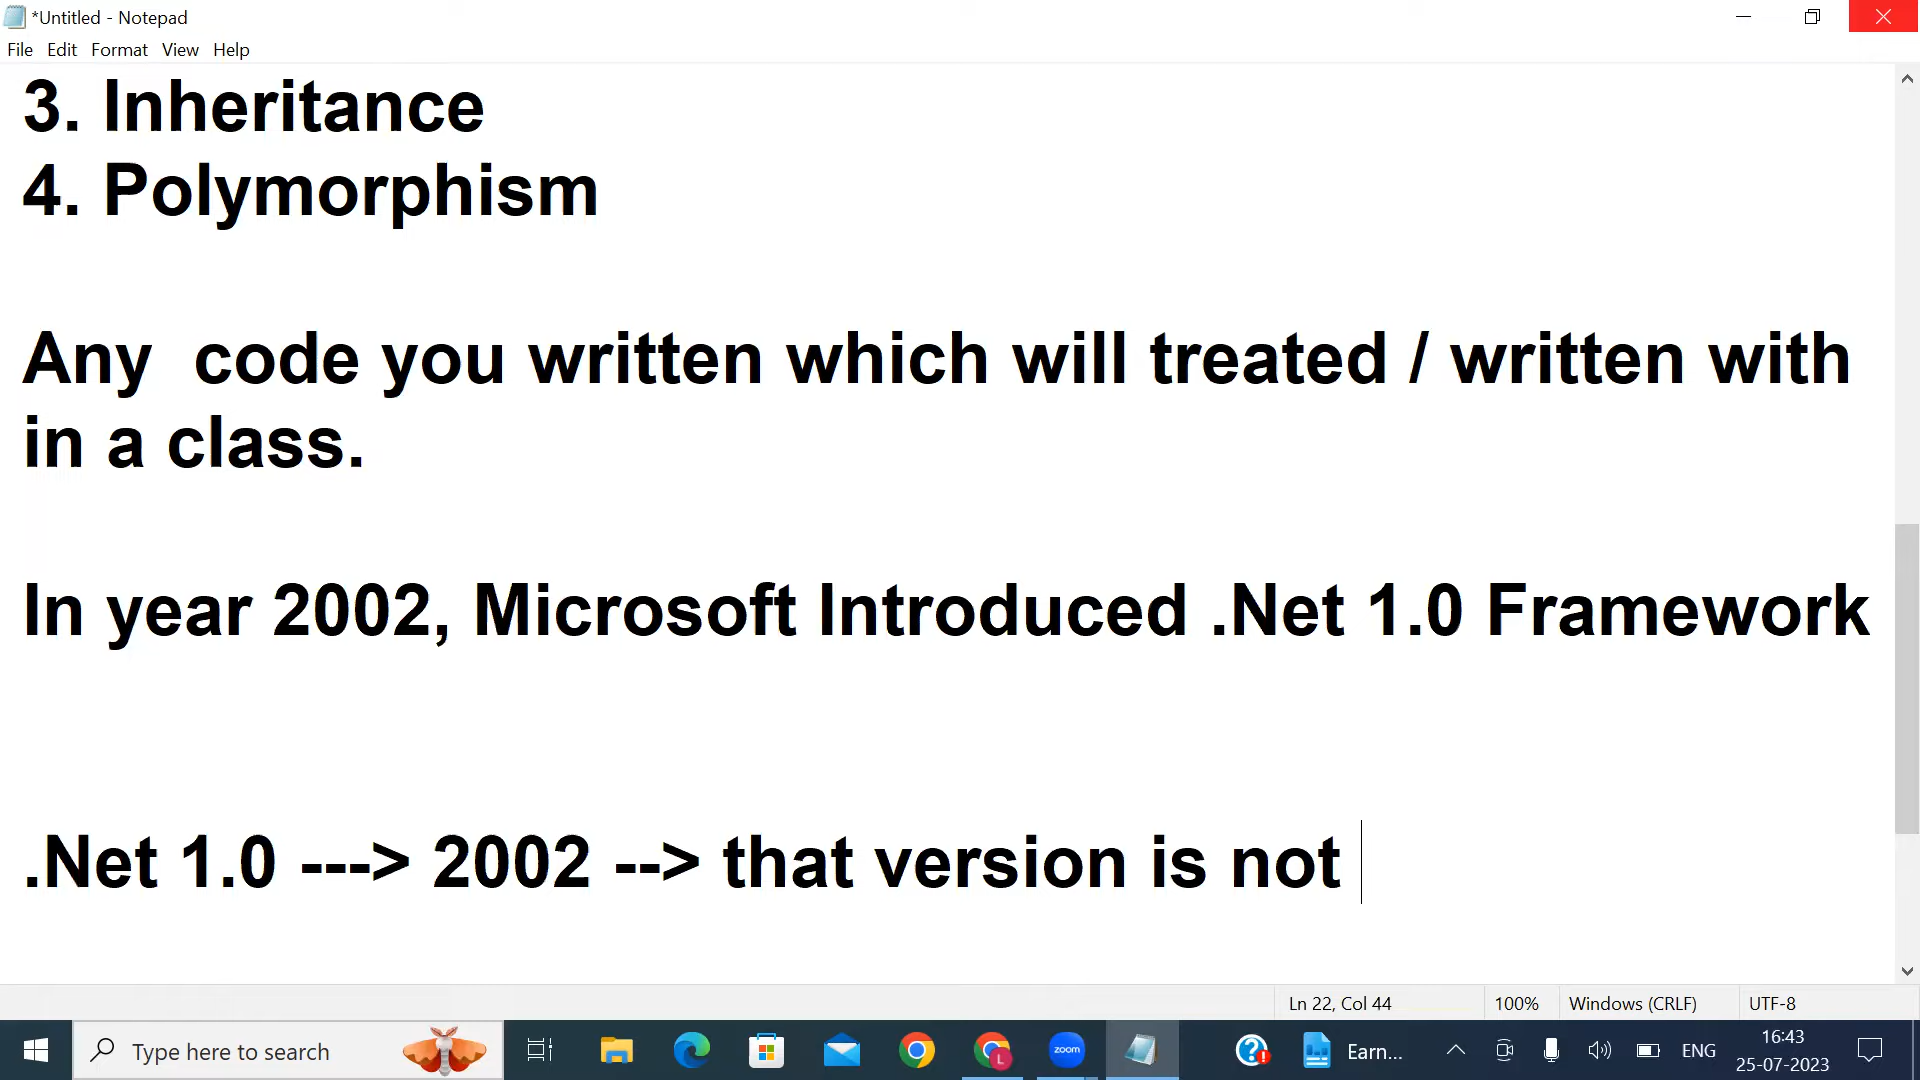 *Untitled - Notepad
File Edit Format View Help
3. Inheritance
4. Polymorphism
Any  code you written which will treated / written with
in a class.
In year 2002, Microsoft Introduced .Net 1.0 Framework
.Net 1.0 ---> 2002 --> that version is not
Ln 22, Col 44 100% Windows (CRLF) UTF-8
Type here to search zoom L Earn... ENG 16:43
25-07-2023